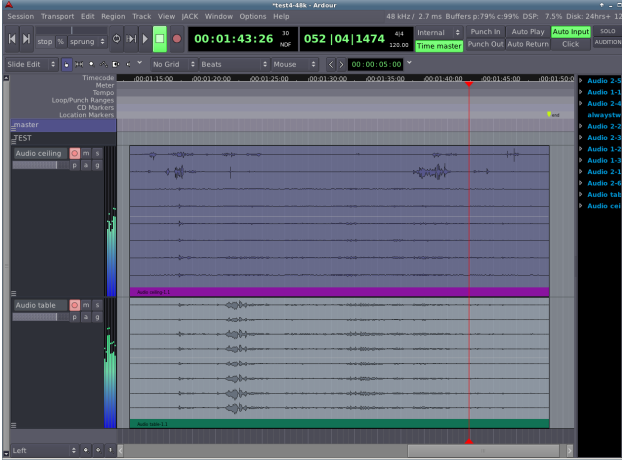 *test4-48k - Ardour
Session Transport Edit Region Track View JACK Window Options Help 48 kHz / 2.7 ms Buffers p:79% c:99% DSP: 7.5% Disk: 24hrs+ 12
stop % sprung 00:01:43:26 30 NDF 052|04|1474 4|4 120.00 Internal Punch In Auto Play Auto Input SOLO
Time master Punch Out Auto Return Click AUDITION
Slide Edit No Grid Beats Mouse 00:00:05:00
Timecode 00:01:15:00 00:01:20:00 00:01:25:00 00:01:30:00 00:01:35:00 00:01:40:00 00:01:45:00 00:01:50:0
Meter
Tempo
Loop/Punch Ranges
CD Markers
Location Markers end
master
TEST
Audio ceiling m s
p a g
Audio ceiling-1.1
Audio table m s
p a g
Audio table-1.1
Left
Audio 2-5
Audio 1-1
Audio 2-4
alwaystw
Audio 2-2
Audio 2-3
Audio 1-2
Audio 1-3
Audio 2-1
Audio 2-6
Audio tab
Audio cei